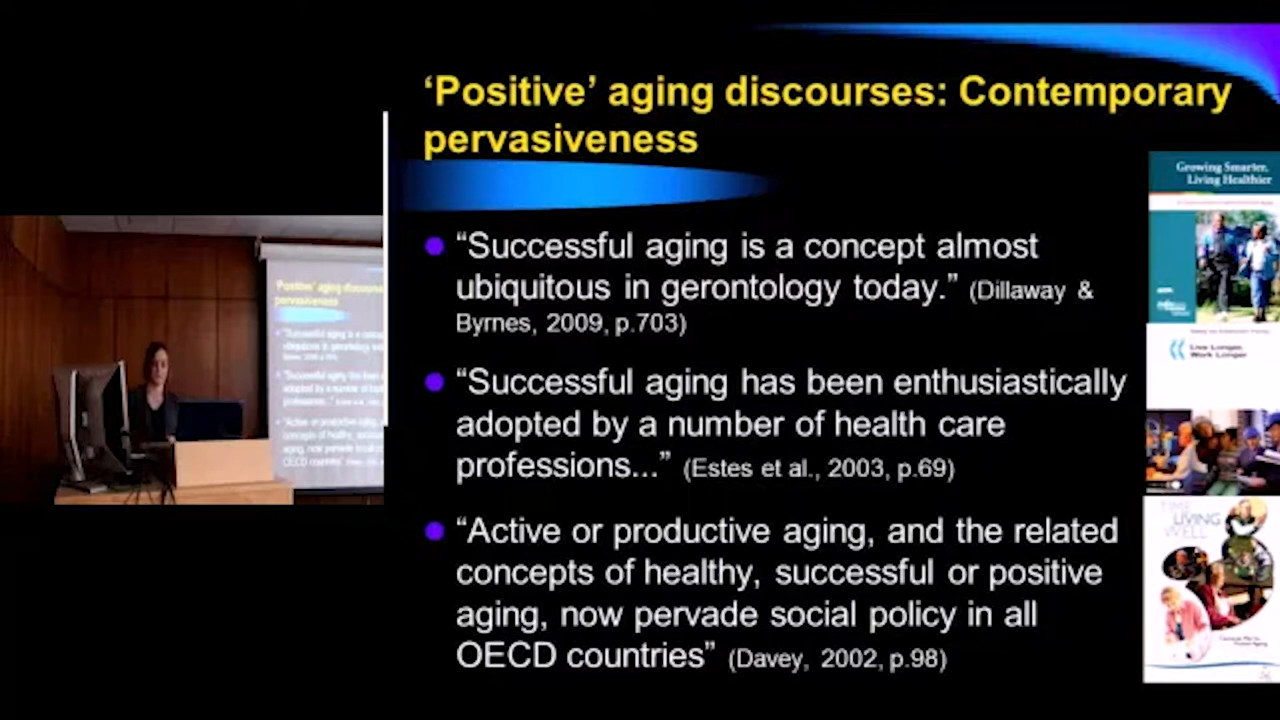 ‘Positive’ aging discourses: Contemporary
pervasiveness
“Successful aging is a concept almost
ubiquitous in gerontology today.” (Dillaway &
Byrnes, 2009, p.703)
“Successful aging has been enthusiastically
adopted by a number of health care
professions...” (Estes et al., 2003, p.69)
“Active or productive aging, and the related
concepts of healthy, successful or positive
aging, now pervade social policy in all
OECD countries” (Davey, 2002, p.98)
Growing Smarter,
Living Healthier
Live Longer,
Work Longer
LIVING
WELL